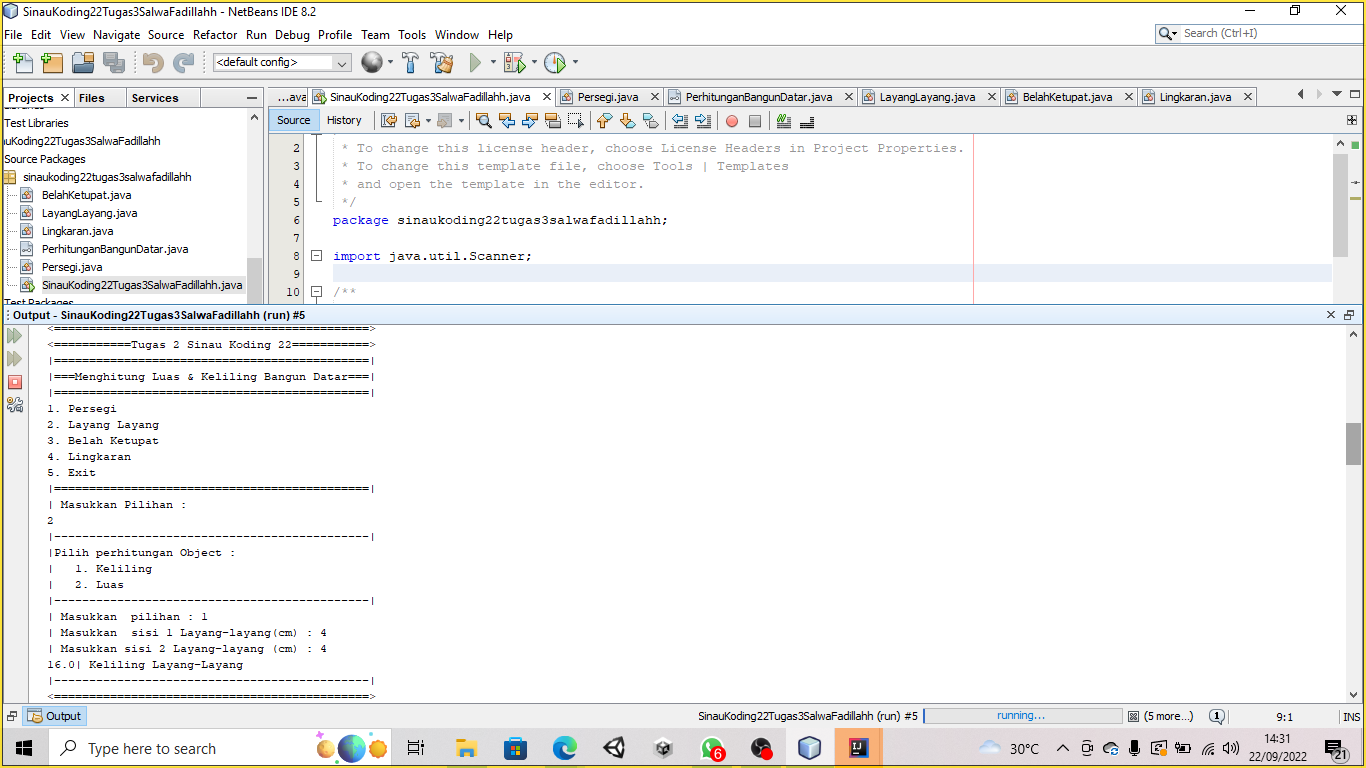 SinauKoding22Tugas3SalwaFadillahh - NetBeans IDE 8.2
File Edit View Navigate Source Refactor Run Debug Profile Team Tools Window Help
Search (Ctrl+I)
<default config>
Projects Files Services
...ava SinauKoding22Tugas3SalwaFadillahh.java Persegi.java PerhitunganBangunDatar.java LayangLayang.java BelahKetupat.java Lingkaran.java
Source History
Test Libraries
uKoding22Tugas3SalwaFadillahh
Source Packages
sinaukoding22tugas3salwafadillahh
BelahKetupat.java
LayangLayang.java
Lingkaran.java
PerhitunganBangunDatar.java
Persegi.java
SinauKoding22Tugas3SalwaFadillahh.java
Test Packages
2 * To change this license header, choose License Headers in Project Properties.
3 * To change this template file, choose Tools | Templates
4 * and open the template in the editor.
5 */
6 package sinaukoding22tugas3salwafadillahh;
7
8 import java.util.Scanner;
9
10 /**
Output - SinauKoding22Tugas3SalwaFadillahh (run) #5
<=============================================>
<===========Tugas 2 Sinau Koding 22===========>
|=============================================|
|===Menghitung Luas & Keliling Bangun Datar===|
|=============================================|
1. Persegi
2. Layang Layang
3. Belah Ketupat
4. Lingkaran
5. Exit
|=============================================|
| Masukkan Pilihan :
2
|---------------------------------------------|
|Pilih perhitungan Object :
| 1. Keliling
| 2. Luas
|---------------------------------------------|
| Masukkan pilihan : 1
| Masukkan sisi 1 Layang-layang(cm) : 4
| Masukkan sisi 2 Layang-layang (cm) : 4
16.0| Keliling Layang-Layang
|---------------------------------------------|
<=============================================>
Output
SinauKoding22Tugas3SalwaFadillahh (run) #5 running... (5 more...) 1 9:1 INS
Type here to search
6
IJ
30°C
14:31
22/09/2022
21